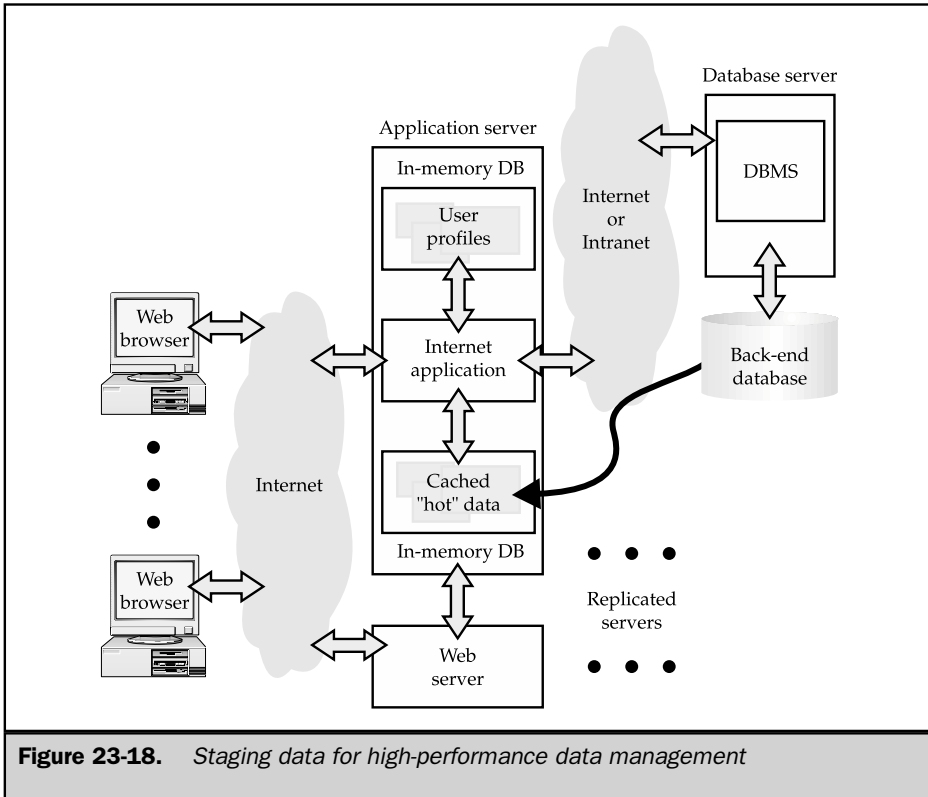 Database server
Application server
In-memory DB
DBMS
User
profiles
Internet
or
Intranet
Web
browser
Internet
application
Back-end
database
Internet
Cached
"hot" data
In-memory DB
Web
browser
Replicated
servers
Web
server
Figure 23-18. Staging data for high-performance data management